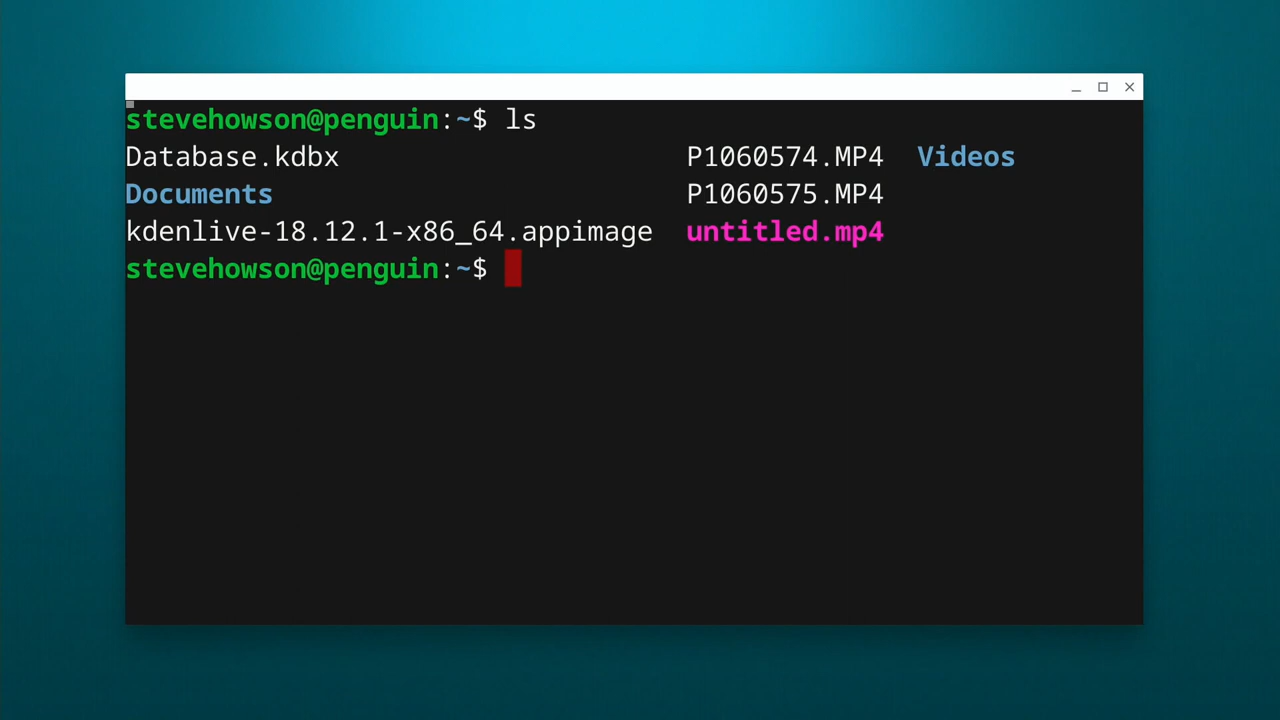 stevehowson@penguin:~$ ls
Database.kdbx P1060574.MP4 Videos
Documents P1060575.MP4
kdenlive-18.12.1-x86_64.appimage untitled.mp4
stevehowson@penguin:~$